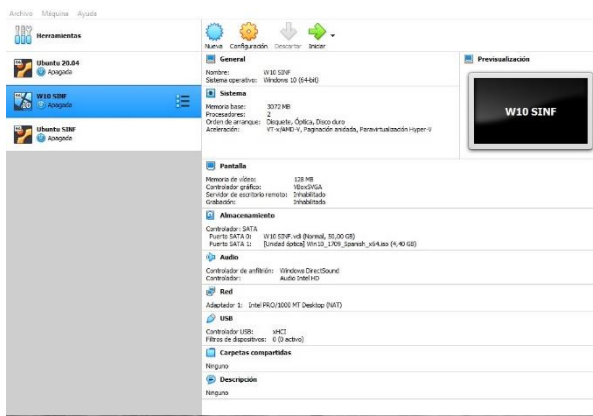 Archivo Máquina Ayuda
Herramientas
Ubuntu 20.04
Apagada
W10 SINF
Apagada
Ubuntu SINF
Apagada
Nueva Configuración Descartar Iniciar
General
Nombre: W10 SINF
Sistema operativo: Windows 10 (64-bit)
Previsualización
W10 SINF
Sistema
Memoria base: 3072 MB
Procesadores: 2
Orden de arranque: Disquete, Óptica, Disco duro
Aceleración: VT-x/AMD-V, Paginación anidada, Paravirtualización Hyper-V
Pantalla
Memoria de vídeo: 128 MB
Controlador gráfico: VBoxSVGA
Servidor de escritorio remoto: Inhabilitado
Grabación: Inhabilitado
Almacenamiento
Controlador: SATA
Puerto SATA 0: W10 SINF.vdi (Normal, 50,00 GB)
Puerto SATA 1: [Unidad óptica] Win10_1709_Spanish_x64.iso (4,40 GB)
Audio
Controlador de anfitrión: Windows DirectSound
Controlador: Audio Intel HD
Red
Adaptador 1: Intel PRO/1000 MT Desktop (NAT)
USB
Controlador USB: xHCI
Filtros de dispositivos: 0 (0 activo)
Carpetas compartidas
Ninguno
Descripción
Ninguno